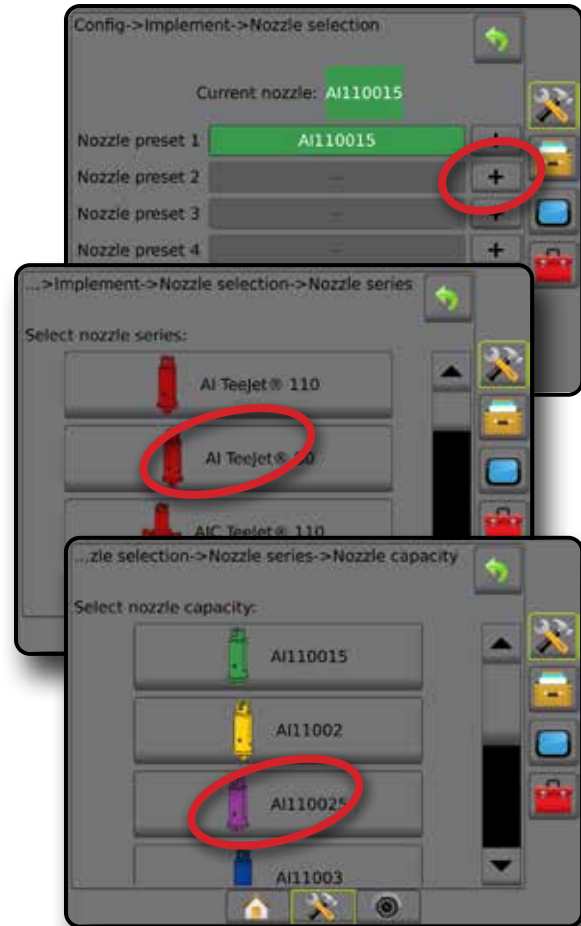 Config->Implement->Nozzle selection
Current nozzle: AI110015
Nozzle preset 1 AI110015 +
Nozzle preset 2 – +
Nozzle preset 3 – +
Nozzle preset 4 – +
...>Implement->Nozzle selection->Nozzle series
Select nozzle series:
AI TeeJet® 110
AI TeeJet® 80
AIC TeeJet® 110
...zle selection->Nozzle series->Nozzle capacity
Select nozzle capacity:
AI110015
AI11002
AI110025
AI11003